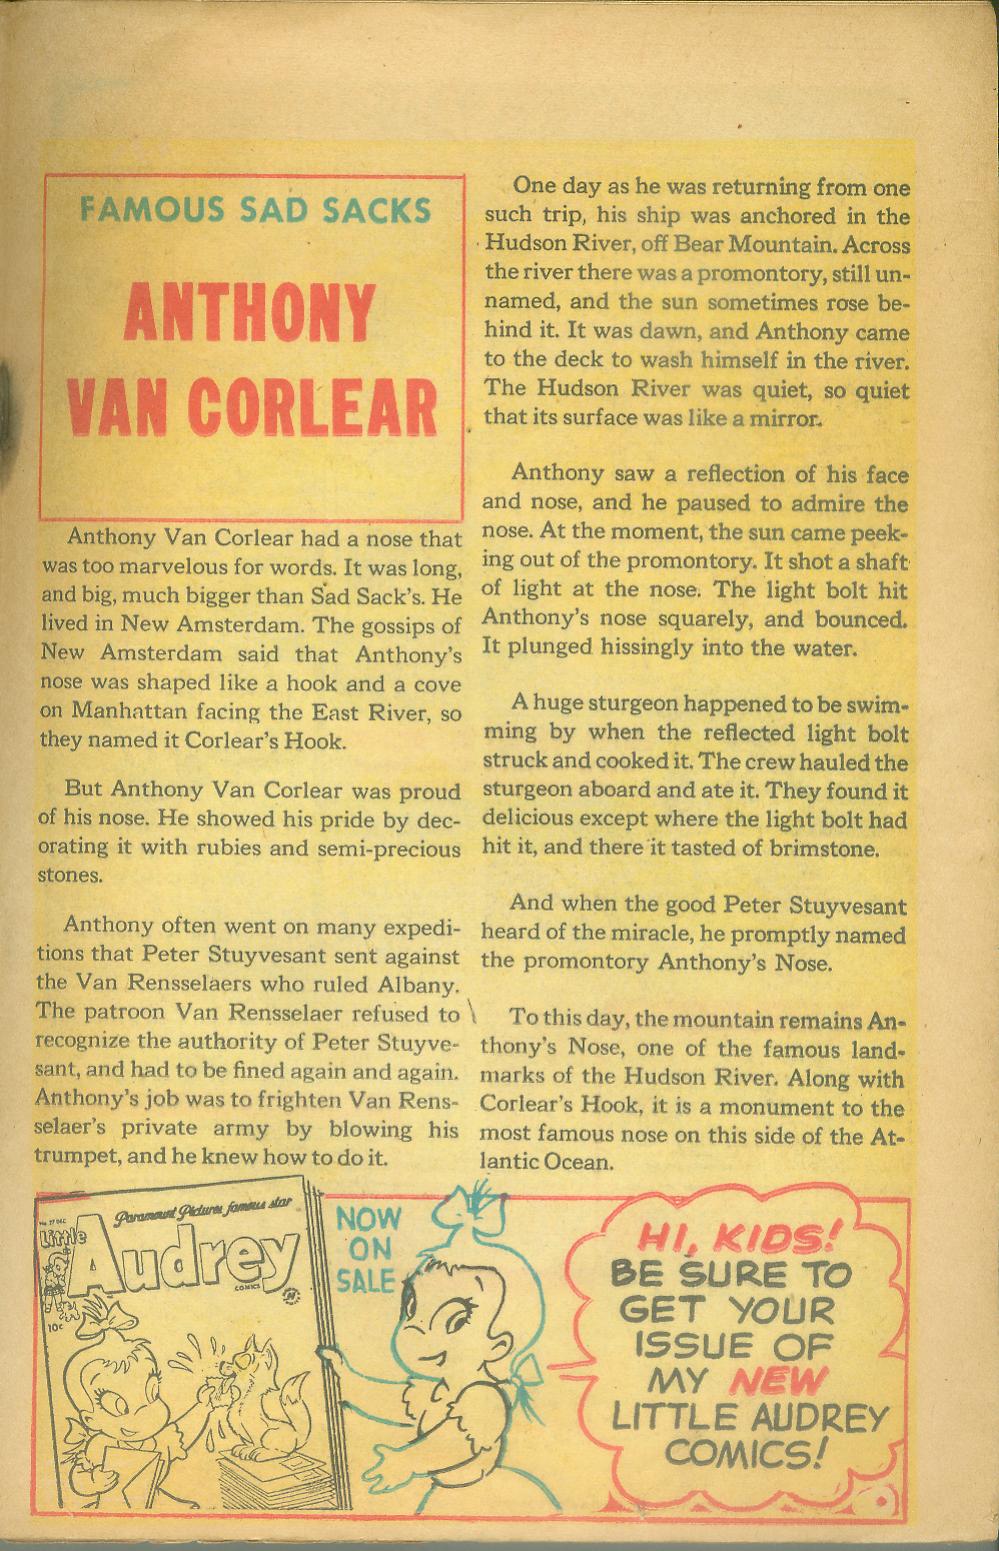 FAMOUS SAD SACKS
ANTHONY
VAN CORLEAR
Anthony Van Corlear had a nose that
was too marvelous for words. It was long,
and big, much bigger than Sad Sack's. He
lived in New Amsterdam. The gossips of
New Amsterdam said that Anthony's
nose was shaped like a hook and a cove
on Manhattan facing the East River, so
they named it Corlear's Hook.
But Anthony Van Corlear was proud
of his nose. He showed his pride by dec-
orating it with rubies and semi-precious
stones.
Anthony often went on many expedi-
tions that Peter Stuyvesant sent against
the Van Rensselaers who ruled Albany.
The patroon Van Rensselaer refused to
recognize the authority of Peter Stuyve-
sant, and had to be fined again and again.
Anthony's job was to frighten Van Rens-
selaer's private army by blowing his
trumpet, and he knew how to do it.
One day as he was returning from one
such trip, his ship was anchored in the
Hudson River, off Bear Mountain. Across
the river there was a promontory, still un-
named, and the sun sometimes rose be-
hind it. It was dawn, and Anthony came
to the deck to wash himself in the river.
The Hudson River was quiet, so quiet
that its surface was like a mirror.
Anthony saw a reflection of his face
and nose, and he paused to admire the
nose. At the moment, the sun came peek-
ing out of the promontory. It shot a shaft
of light at the nose. The light bolt hit
Anthony's nose squarely, and bounced.
It plunged hissingly into the water.
A huge sturgeon happened to be swim-
ming by when the reflected light bolt
struck and cooked it. The crew hauled the
sturgeon aboard and ate it. They found it
delicious except where the light bolt had
hit it, and there it tasted of brimstone.
And when the good Peter Stuyvesant
heard of the miracle, he promptly named
the promontory Anthony's Nose.
To this day, the mountain remains An-
thony's Nose, one of the famous land-
marks of the Hudson River. Along with
Corlear's Hook, it is a monument to the
most famous nose on this side of the At-
lantic Ocean.
Paramount Pictures famous star
No. 27 DEC.
Little
Audrey
COMICS
10¢
NOW
ON
SALE
HI, KIDS!
BE SURE TO
GET YOUR
ISSUE OF
MY NEW
LITTLE AUDREY
COMICS!